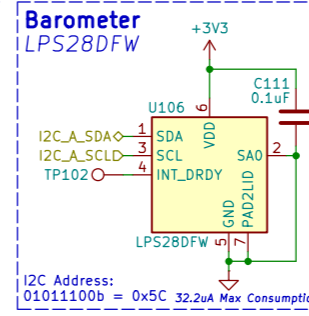 Barometer
LPS28DFW
+3V3
C111
0.1uF
U106
6
VDD
I2C_A_SDA
1
SDA
I2C_A_SCL
3
SCL
SA0
2
TP102
4
INT_DRDY
GND
PAD2LID
LPS28DFW
5
7
I2C Address:
01011100b = 0x5C
32.2uA Max Consumptio